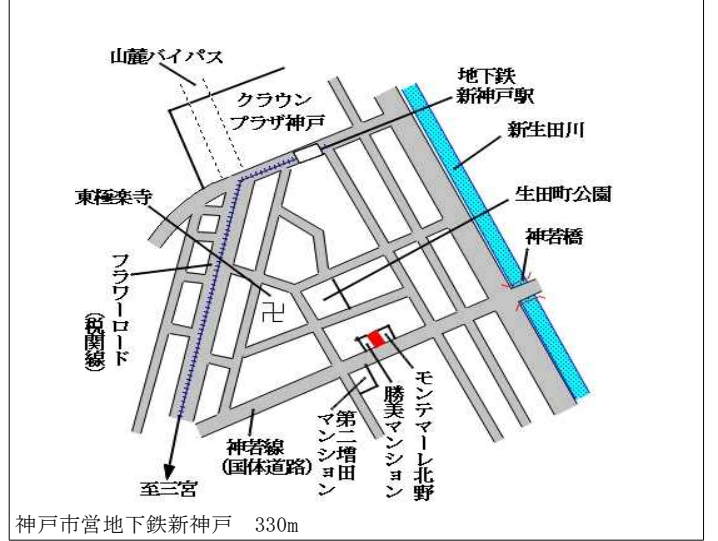 山麓バイパス
クラウン
プラザ神戸
地下鉄
新神戸駅
新生田川
東極楽寺
生田町公園
神若橋
フラワーロード
(税関線)
卍
神若線
(国体道路)
第二増田
マンション
勝美マンション
モンテマーレ北野
至三宮
神戸市営地下鉄新神戸　330m